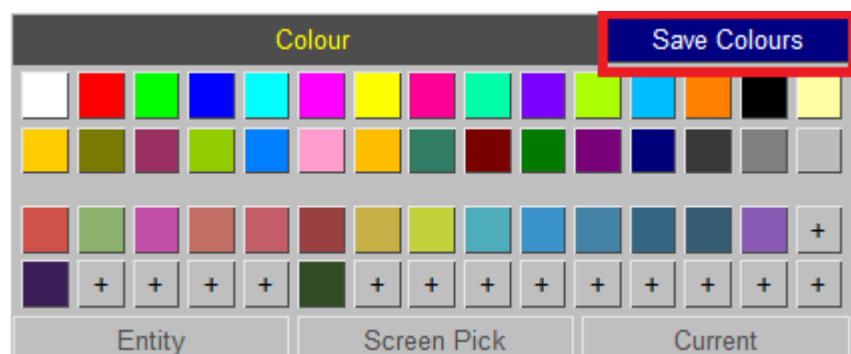 Colour Save Colours
+
+ + + + + + + + + + + + +
Entity Screen Pick Current